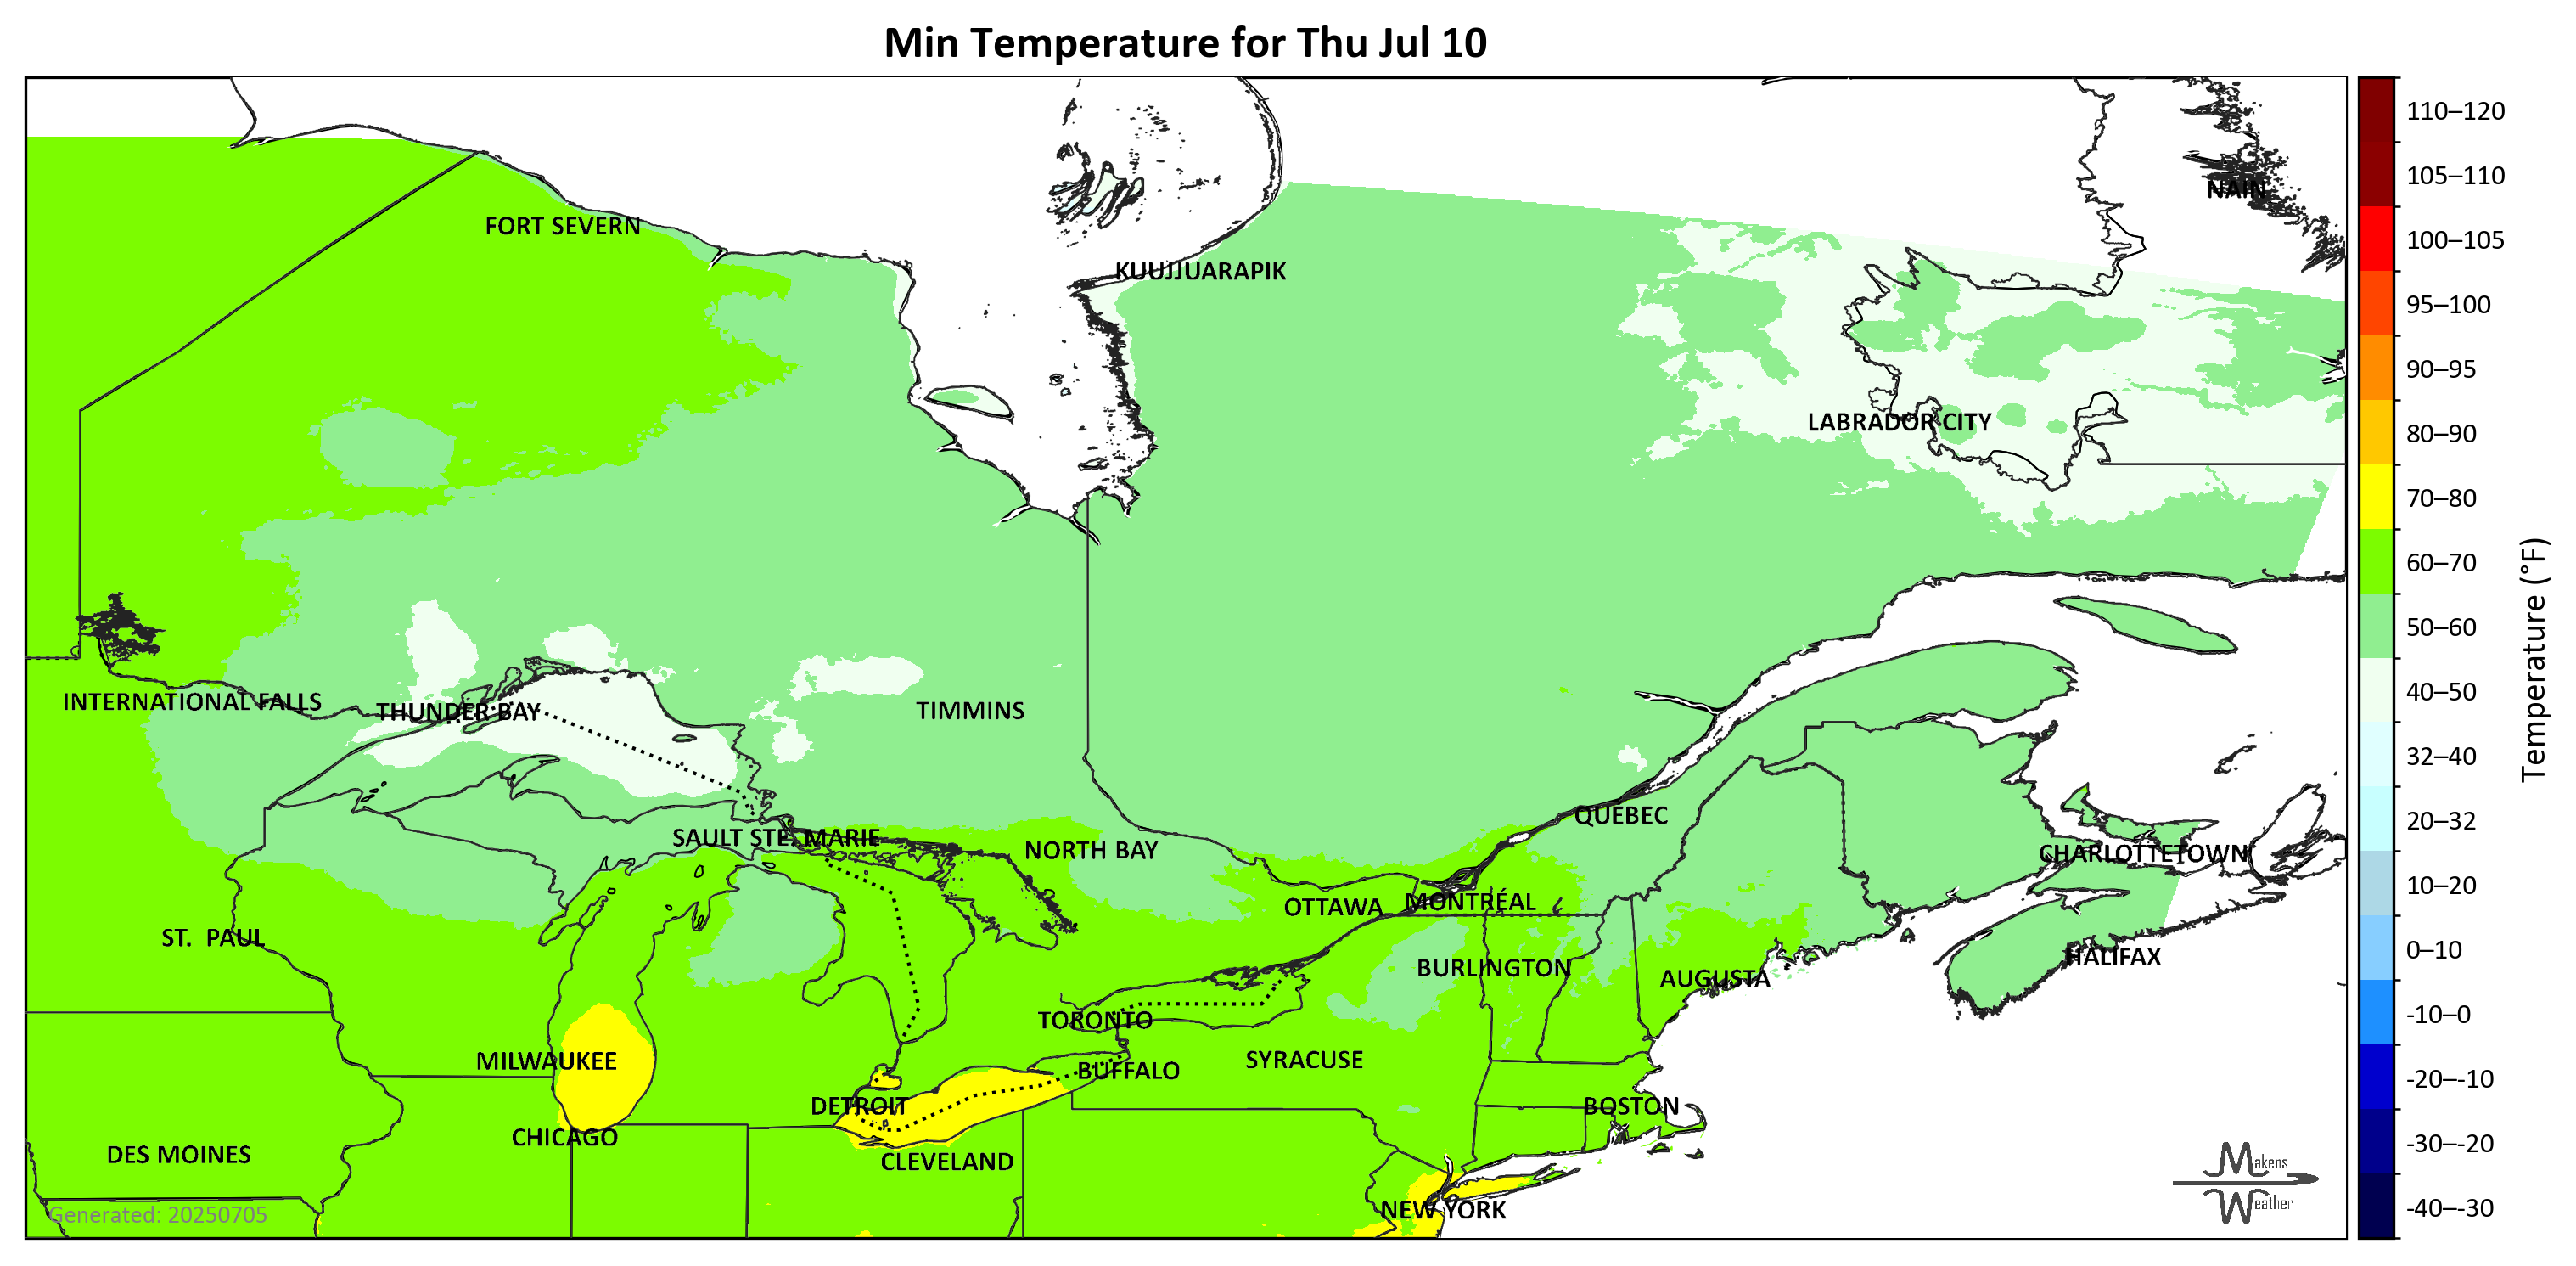 Min Temperature for Thu Jul 10
NAIN
FORT SEVERN
KUUJJUARAPIK
LABRADOR CITY
INTERNATIONAL FALLS
THUNDER BAY
TIMMINS
SAULT STE. MARIE
NORTH BAY
QUÉBEC
CHARLOTTETOWN
OTTAWA
MONTRÉAL
ST. PAUL
BURLINGTON
AUGUSTA
HALIFAX
TORONTO
MILWAUKEE
BUFFALO
SYRACUSE
DETROIT
BOSTON
CHICAGO
DES MOINES
CLEVELAND
NEW YORK
Generated: 20250705
Makens
Weather
110–120
105–110
100–105
95–100
90–95
80–90
70–80
60–70
50–60
40–50
32–40
20–32
10–20
0–10
-10–0
-20–-10
-30–-20
-40–-30
Temperature (°F)